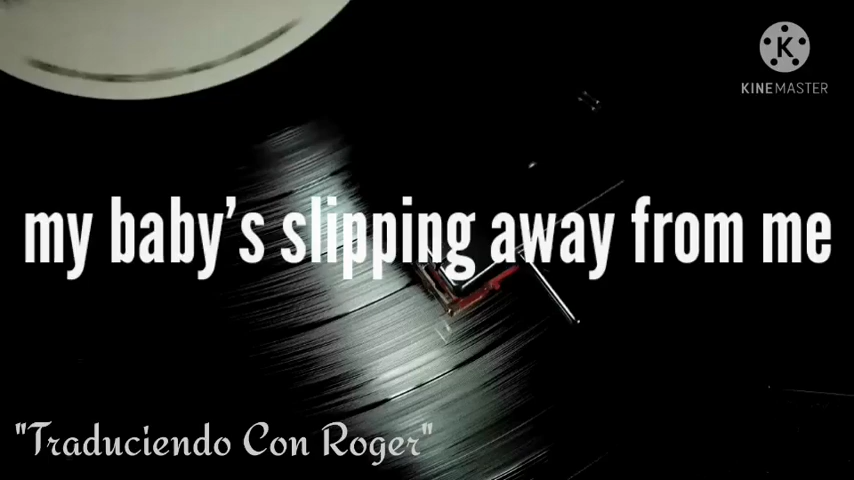 KINEMASTER
my baby's slipping away from me
"Traduciendo Con Roger"